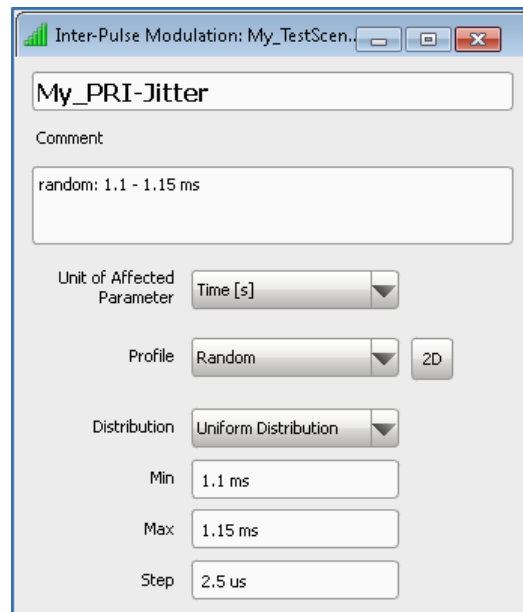 Inter-Pulse Modulation: My_TestScen..
My_PRI-Jitter
Comment
random: 1.1 - 1.15 ms
Unit of Affected
Parameter
Time [s]
Profile
Random
2D
Distribution
Uniform Distribution
Min
1.1 ms
Max
1.15 ms
Step
2.5 us